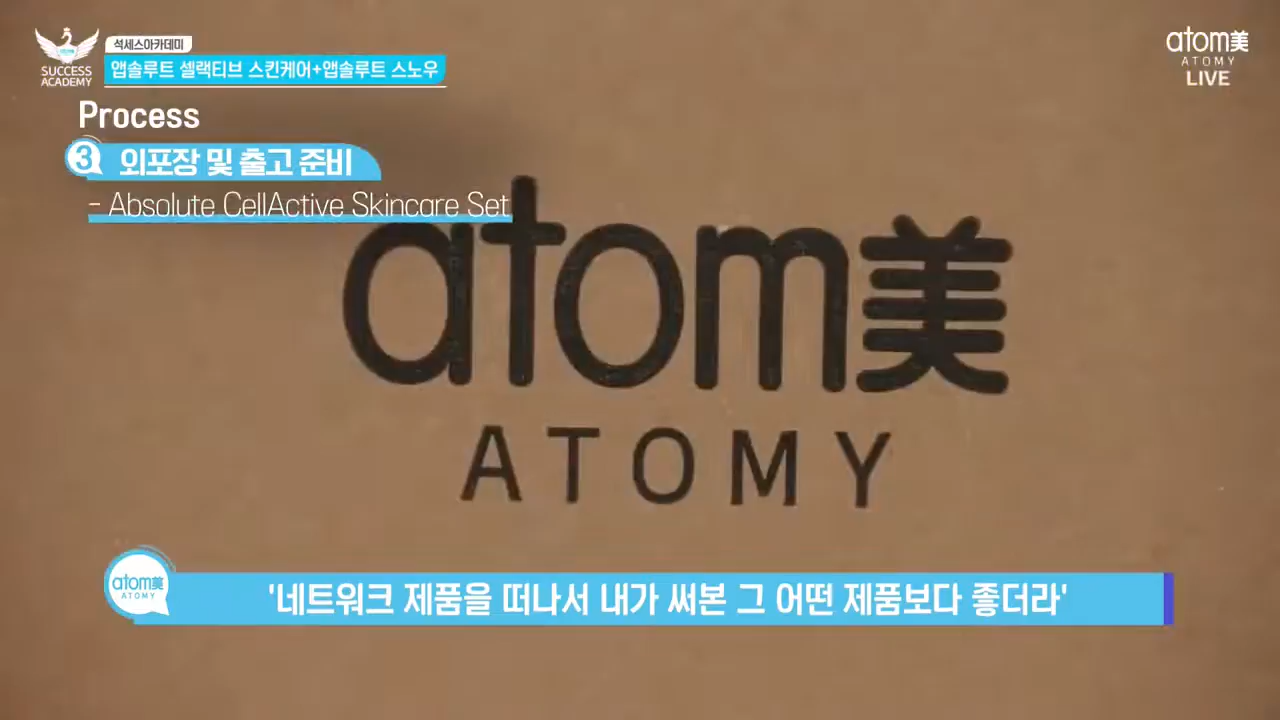 SUCCESS
ACADEMY
석세스아카데미
앱솔루트 셀랙티브 스킨케어+앱솔루트 스노우
atom美
ATOMY
LIVE
Process
3 외포장 및 출고 준비
- Absolute CellActive Skincare Set
atom美
ATOMY
atom美
ATOMY
'네트워크 제품을 떠나서 내가 써본 그 어떤 제품보다 좋더라'